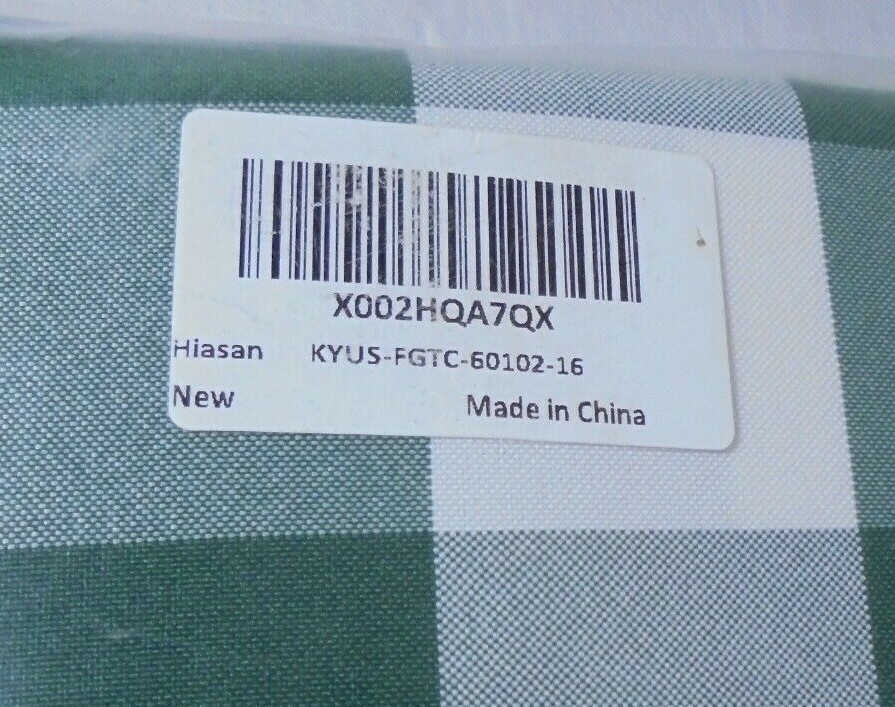 X002HQA7QX
Hiasan KYUS-FGTC-60102-16
New Made in China